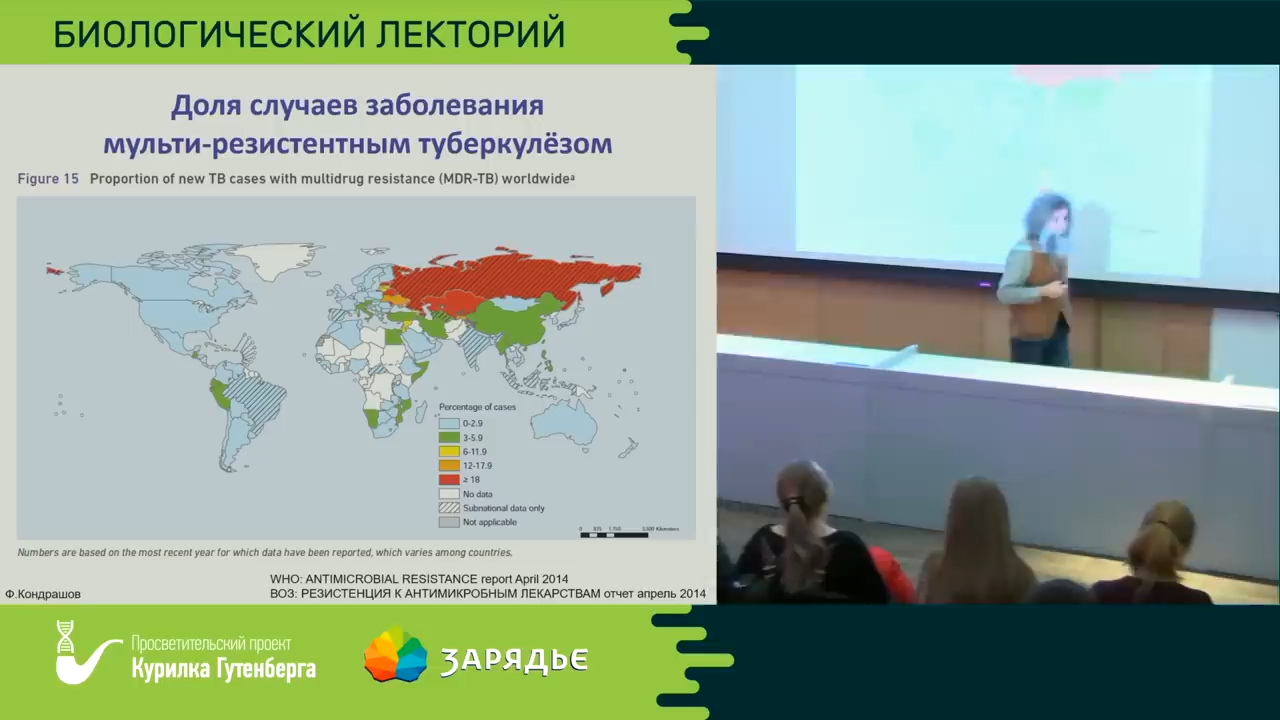 БИОЛОГИЧЕСКИЙ ЛЕКТОРИЙ
Доля случаев заболевания
мульти-резистентным туберкулёзом
Figure 15 Proportion of new TB cases with multidrug resistance (MDR-TB) worldwideª
Percentage of cases
0-2.9
3-5.9
6-11.9
12-17.9
≥ 18
No data
Subnational data only
Not applicable
Numbers are based on the most recent year for which data have been reported, which varies among countries.
WHO: ANTIMICROBIAL RESISTANCE report April 2014
Ф.Кондрашов
ВОЗ: РЕЗИСТЕНЦИЯ К АНТИМИКРОБНЫМ ЛЕКАРСТВАМ отчет апрель 2014
Просветительский проект
Курилка Гутенберга
ЗАРЯДЬЕ